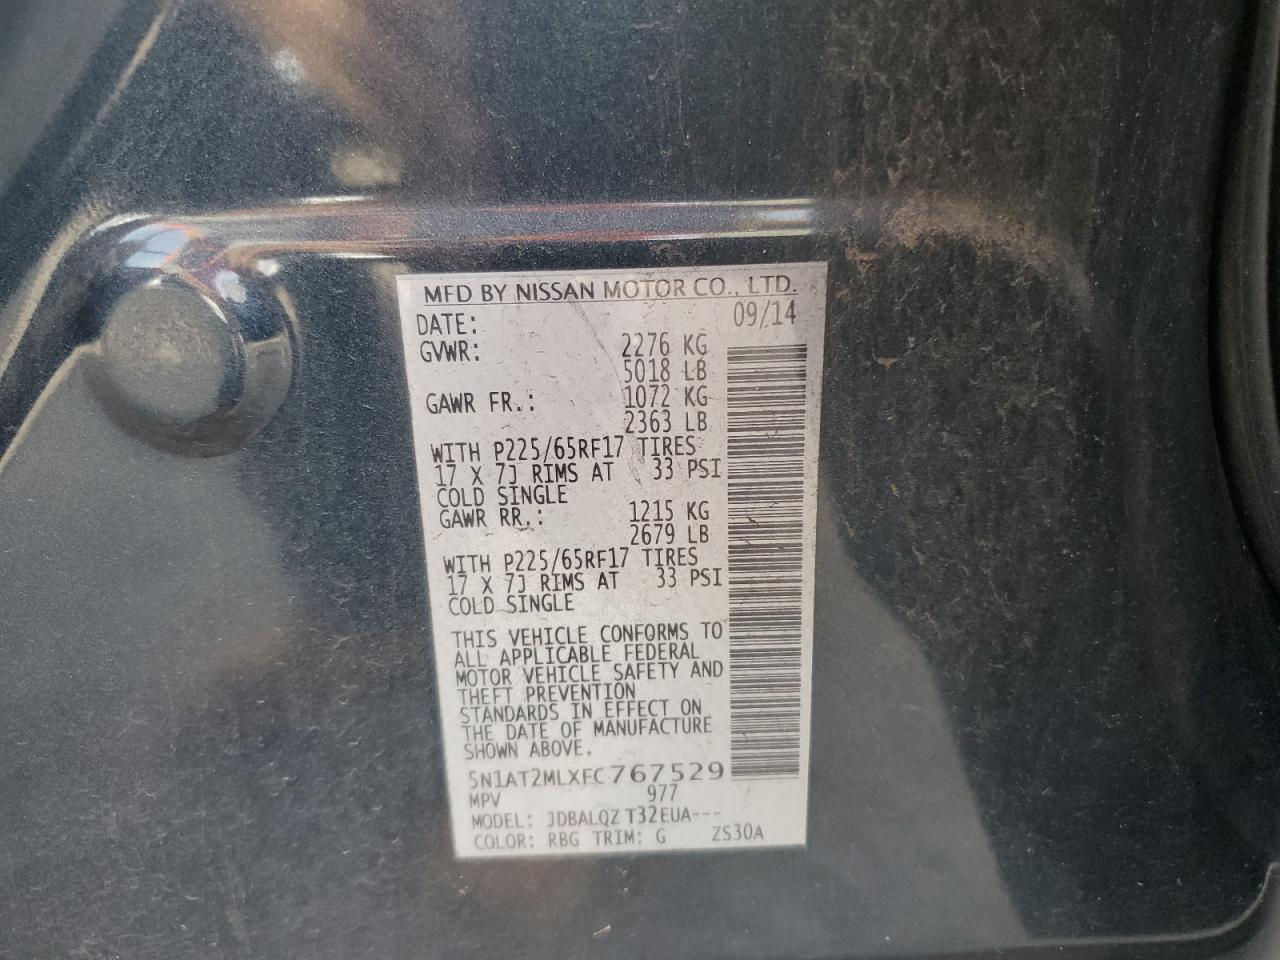 MFD BY NISSAN MOTOR CO., LTD.
DATE: 09/14
GVWR: 2276 KG
5018 LB
GAWR FR.: 1072 KG
2363 LB
WITH P225/65RF17 TIRES
17 X 7J RIMS AT 33 PSI
COLD SINGLE
GAWR RR.: 1215 KG
2679 LB
WITH P225/65RF17 TIRES
17 X 7J RIMS AT 33 PSI
COLD SINGLE
THIS VEHICLE CONFORMS TO
ALL APPLICABLE FEDERAL
MOTOR VEHICLE SAFETY AND
THEFT PREVENTION
STANDARDS IN EFFECT ON
THE DATE OF MANUFACTURE
SHOWN ABOVE.
5N1AT2MLXFC767529
MPV 977
MODEL: JDBALQZ T32EUA---
COLOR: RBG TRIM: G ZS30A